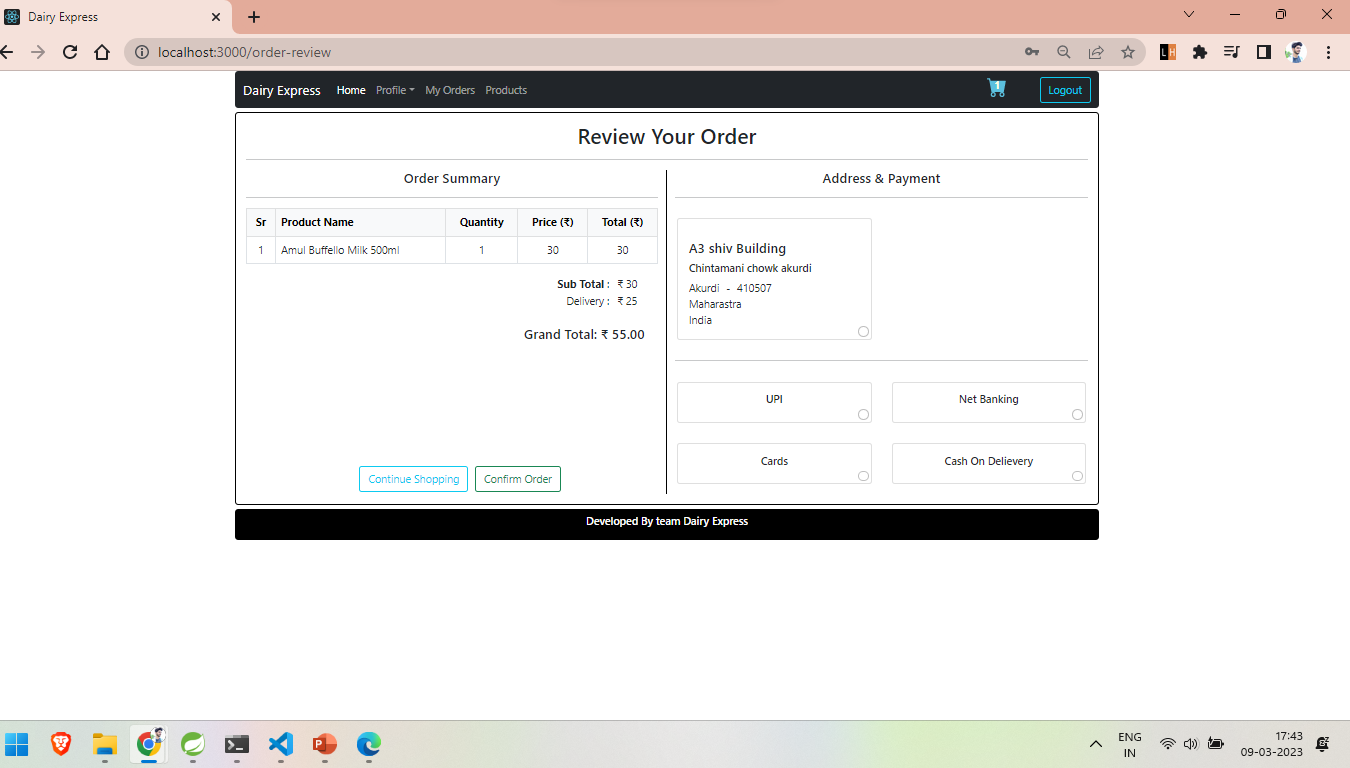 Dairy Express
localhost:3000/order-review
L H
Dairy Express Home Profile My Orders Products 1 Logout
Review Your Order
Order Summary
Sr Product Name Quantity Price (₹) Total (₹)
1 Amul Buffello Milk 500ml 1 30 30
Sub Total : ₹ 30
Delivery : ₹ 25
Grand Total: ₹ 55.00
Continue Shopping Confirm Order
Address & Payment
A3 shiv Building
Chintamani chowk akurdi
Akurdi - 410507
Maharastra
India
UPI Net Banking
Cards Cash On Delievery
Developed By team Dairy Express
ENG
IN
17:43
09-03-2023